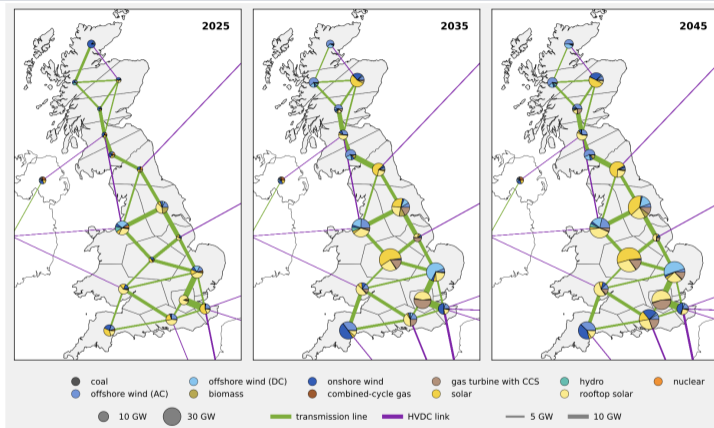 2025 2035 2045
coal offshore wind (DC) onshore wind gas turbine with CCS hydro nuclear
offshore wind (AC) biomass combined-cycle gas solar rooftop solar
10 GW 30 GW transmission line HVDC link 5 GW 10 GW